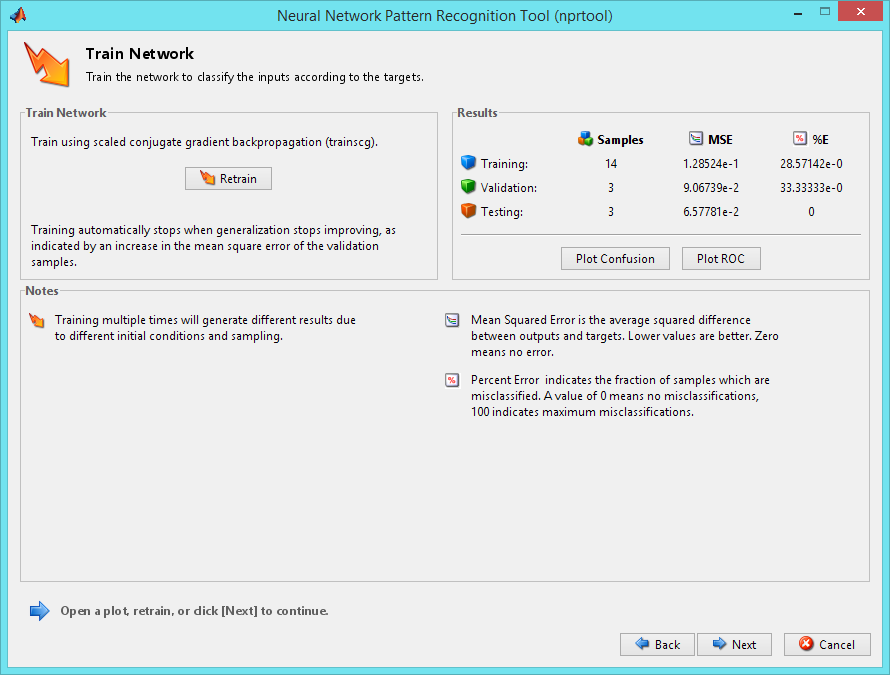 Neural Network Pattern Recognition Tool (nprtool)
Train Network
Train the network to classify the inputs according to the targets.
Train Network
Train using scaled conjugate gradient backpropagation (trainscg).
Retrain
Training automatically stops when generalization stops improving, as
indicated by an increase in the mean square error of the validation
samples.
Results
Samples MSE %E
Training: 14 1.28524e-1 28.57142e-0
Validation: 3 9.06739e-2 33.33333e-0
Testing: 3 6.57781e-2 0
Plot Confusion Plot ROC
Notes
Training multiple times will generate different results due
to different initial conditions and sampling.
Mean Squared Error is the average squared difference
between outputs and targets. Lower values are better. Zero
means no error.
Percent Error indicates the fraction of samples which are
misclassified. A value of 0 means no misclassifications,
100 indicates maximum misclassifications.
Open a plot, retrain, or click [Next] to continue.
Back Next Cancel